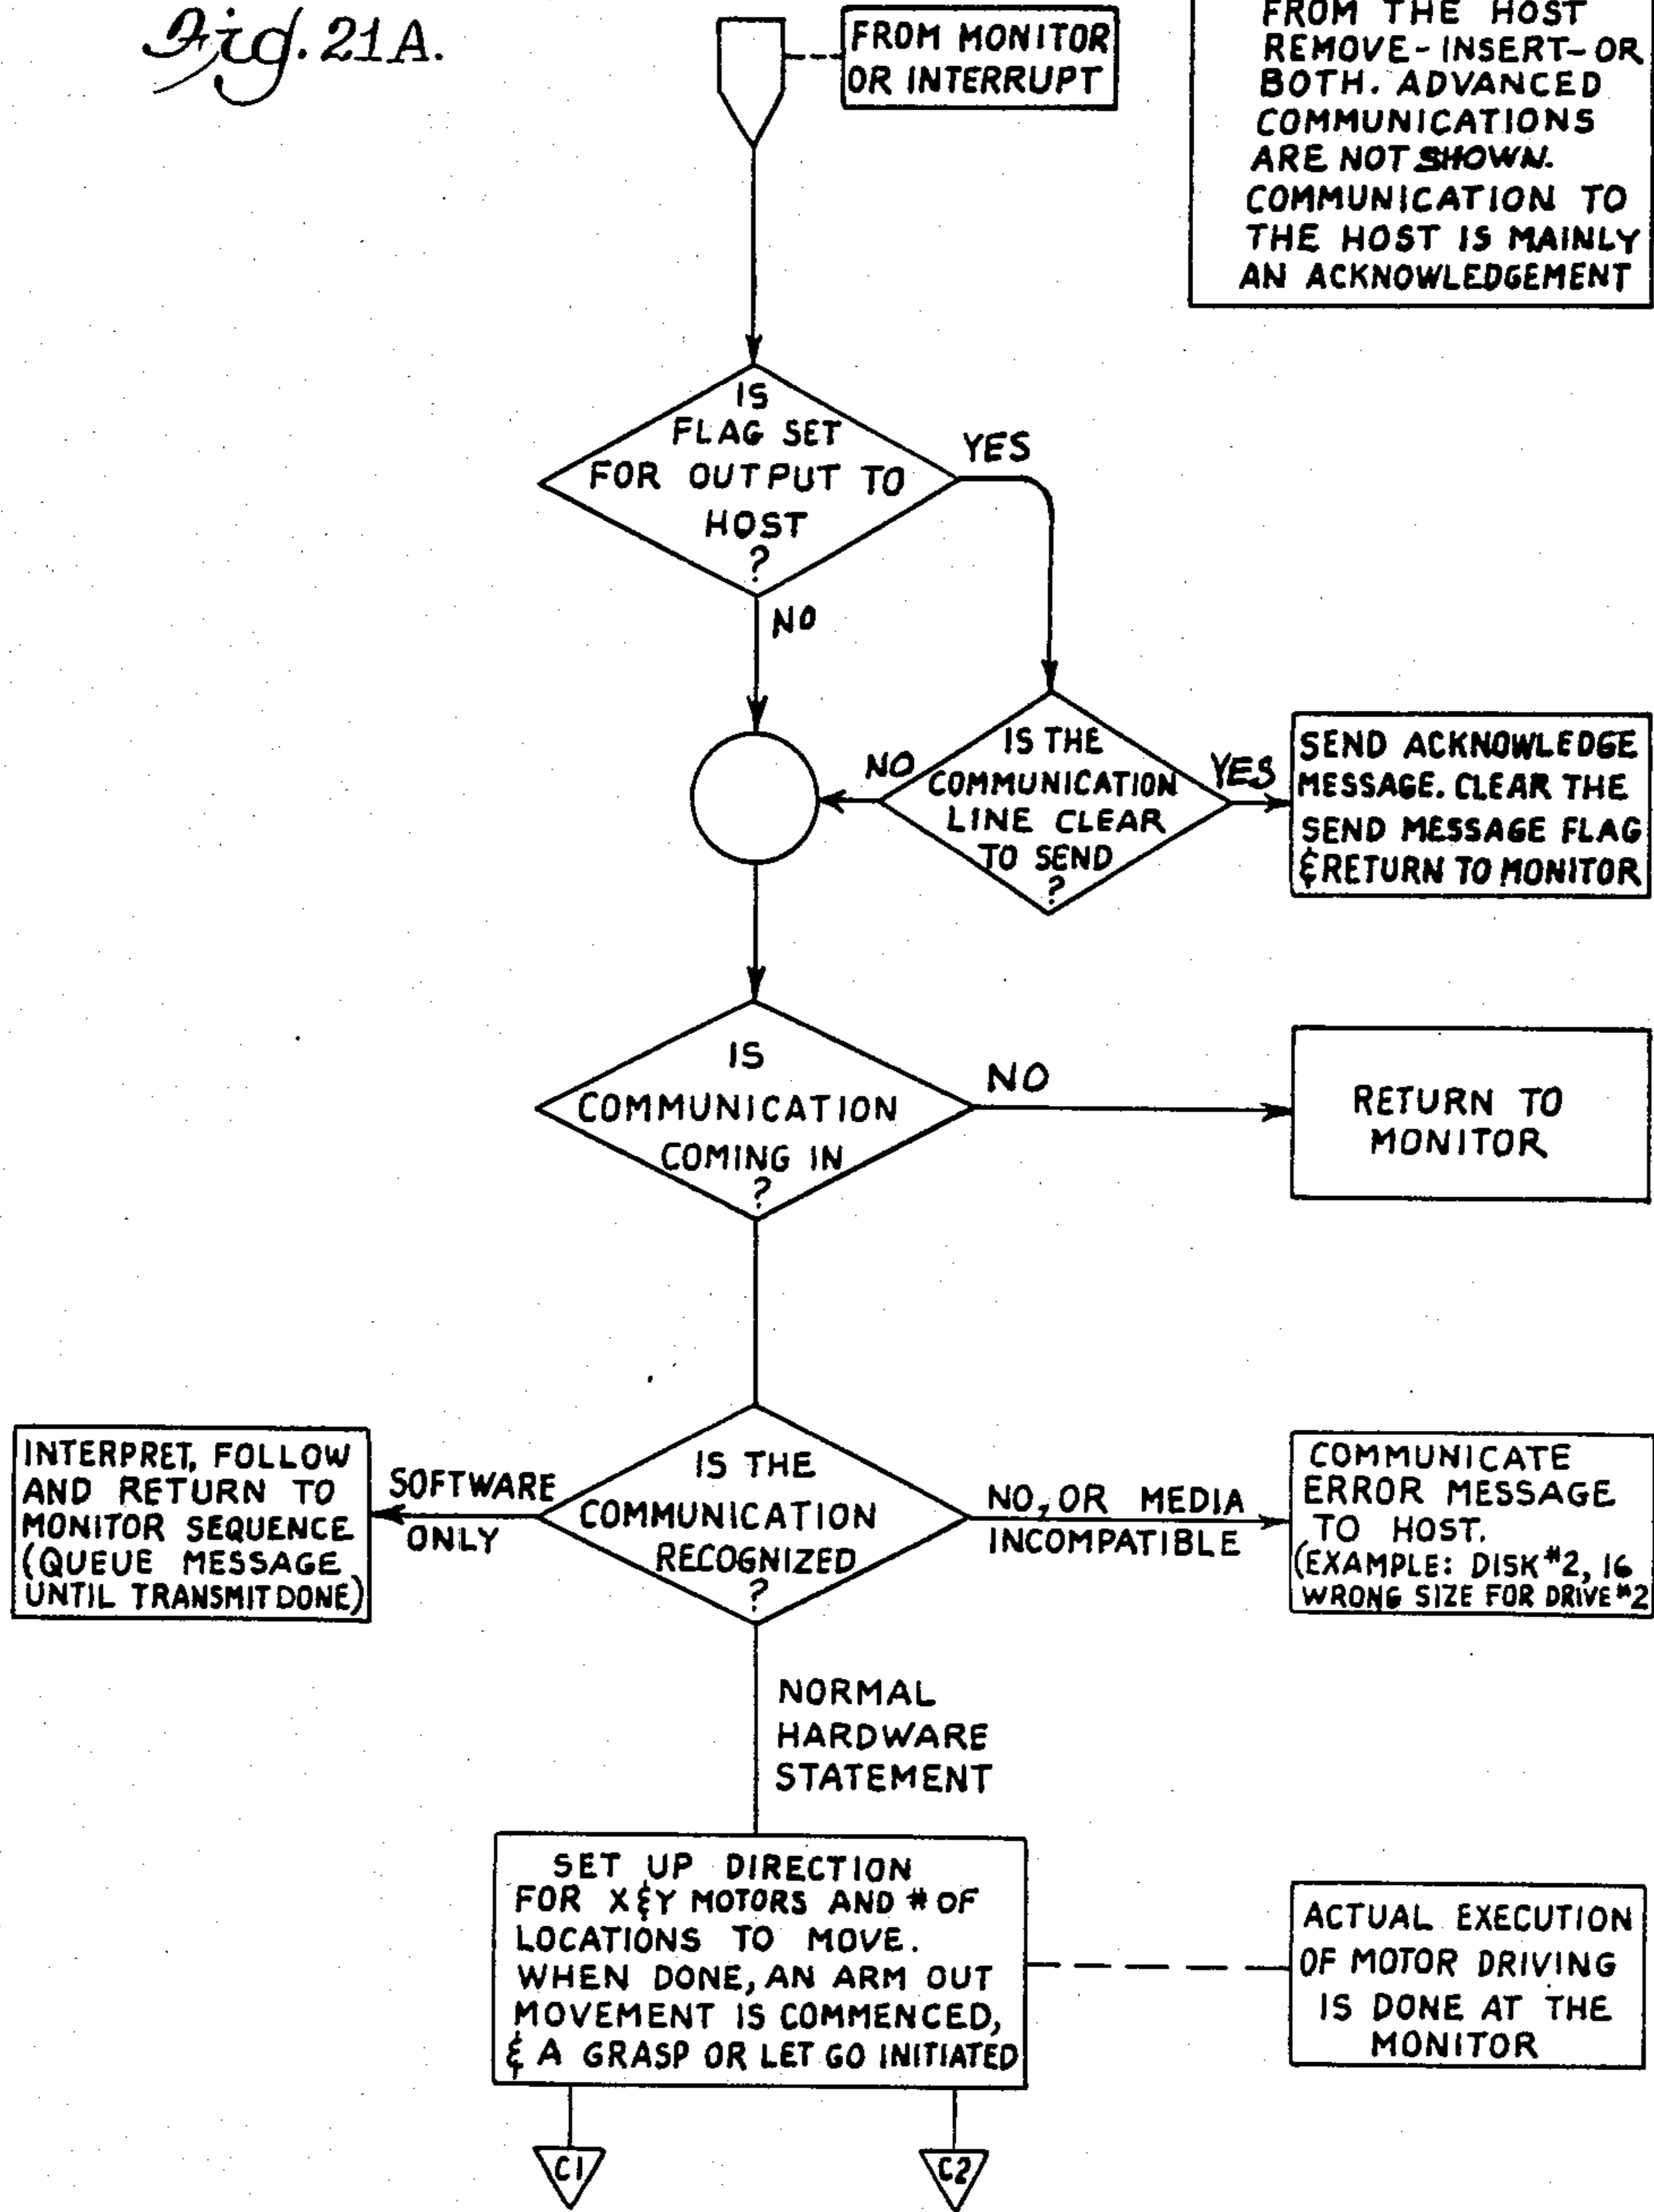 Fig. 21A.
FROM MONITOR
OR INTERRUPT
FROM THE HOST
REMOVE-INSERT-OR
BOTH. ADVANCED
COMMUNICATIONS
ARE NOT SHOWN.
COMMUNICATION TO
THE HOST IS MAINLY
AN ACKNOWLEDGEMENT
IS
FLAG SET
FOR OUTPUT TO
HOST
?
YES
NO
IS THE
COMMUNICATION
LINE CLEAR
TO SEND
?
NO
YES
SEND ACKNOWLEDGE
MESSAGE. CLEAR THE
SEND MESSAGE FLAG
& RETURN TO MONITOR
IS
COMMUNICATION
COMING IN
?
NO
RETURN TO
MONITOR
IS THE
COMMUNICATION
RECOGNIZED
?
SOFTWARE
ONLY
INTERPRET, FOLLOW
AND RETURN TO
MONITOR SEQUENCE
(QUEUE MESSAGE
UNTIL TRANSMIT DONE)
NO, OR MEDIA
INCOMPATIBLE
COMMUNICATE
ERROR MESSAGE
TO HOST.
(EXAMPLE: DISK #2, 16
WRONG SIZE FOR DRIVE #2
NORMAL
HARDWARE
STATEMENT
SET UP DIRECTION
FOR X & Y MOTORS AND # OF
LOCATIONS TO MOVE.
WHEN DONE, AN ARM OUT
MOVEMENT IS COMMENCED,
& A GRASP OR LET GO INITIATED
ACTUAL EXECUTION
OF MOTOR DRIVING
IS DONE AT THE
MONITOR
C1
C2